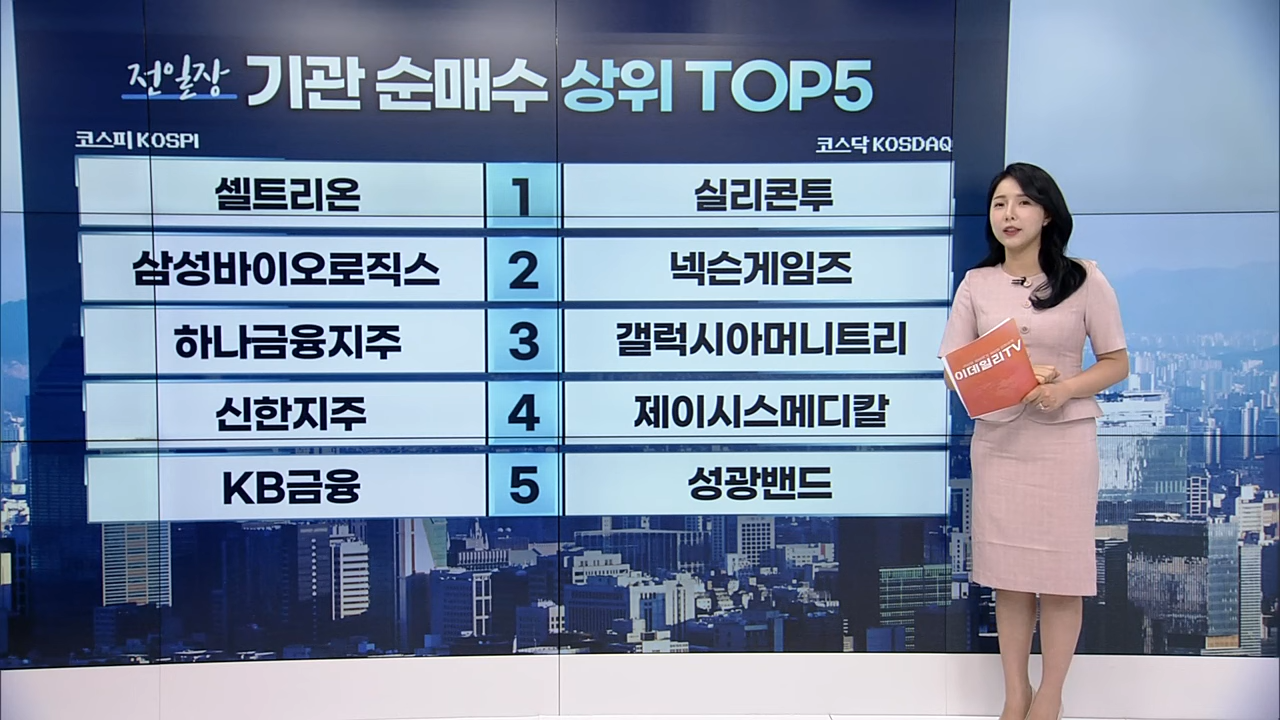 전일장 기관 순매수 상위 TOP5
코스피 KOSPI
코스닥 KOSDAQ
셀트리온 1 실리콘투
삼성바이오로직스 2 넥슨게임즈
하나금융지주 3 갤럭시아머니트리
신한지주 4 제이시스메디칼
KB금융 5 성광밴드
이데일리TV